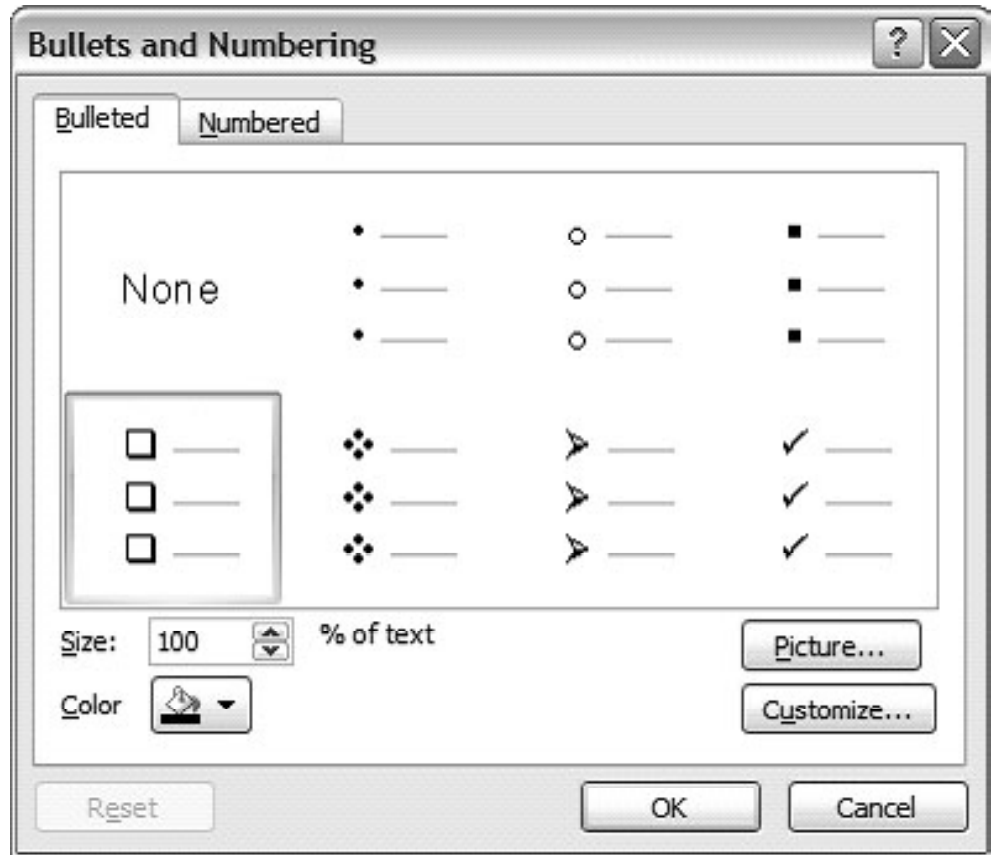 Bullets and Numbering
Bulleted Numbered
None
Size: 100 % of text Picture...
Color Customize...
Reset OK Cancel